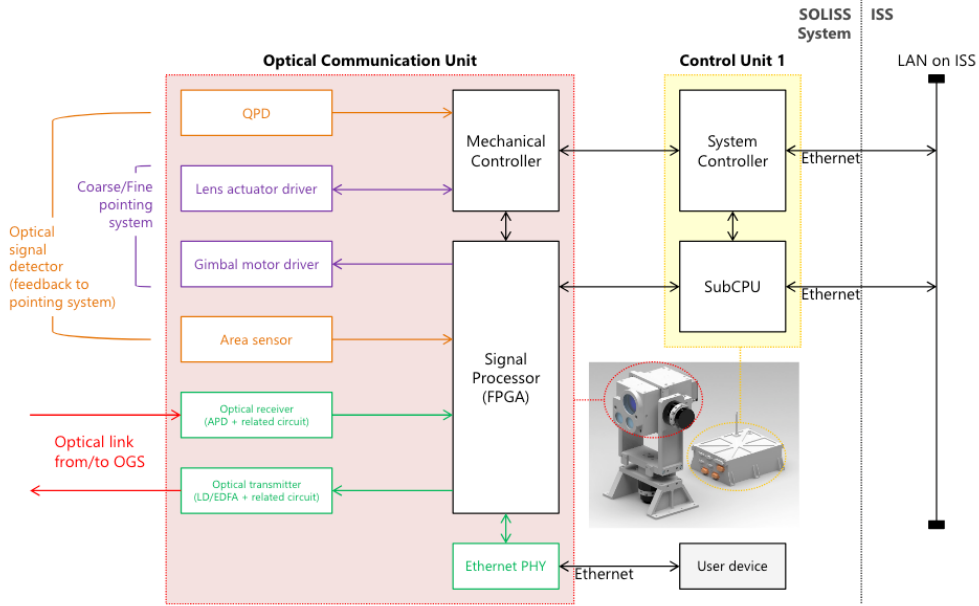 SOLISS
System
ISS
Optical Communication Unit
Control Unit 1
LAN on ISS
QPD
Mechanical
Controller
System
Controller
Ethernet
Coarse/Fine
pointing
system
Lens actuator driver
Optical
signal
detector
(feedback to
pointing system)
Gimbal motor driver
SubCPU
Ethernet
Area sensor
Signal
Processor
(FPGA)
Optical receiver
(APD + related circuit)
Optical link
from/to OGS
Optical transmitter
(LD/EDFA + related circuit)
Ethernet PHY
Ethernet
User device